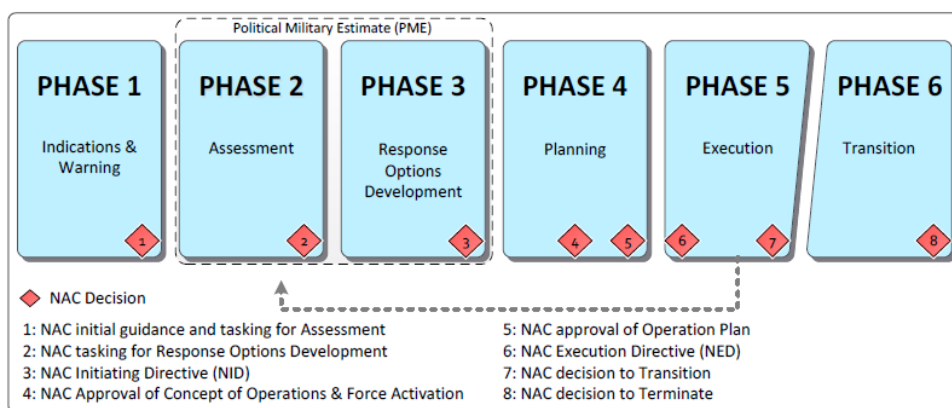 Political Military Estimate (PME)
PHASE 1
Indications &
Warning
1
PHASE 2
Assessment
2
PHASE 3
Response
Options
Development
3
PHASE 4
Planning
4
5
PHASE 5
Execution
6
7
PHASE 6
Transition
8
NAC Decision
1: NAC initial guidance and tasking for Assessment
2: NAC tasking for Response Options Development
3: NAC Initiating Directive (NID)
4: NAC Approval of Concept of Operations & Force Activation
5: NAC approval of Operation Plan
6: NAC Execution Directive (NED)
7: NAC decision to Transition
8: NAC decision to Terminate